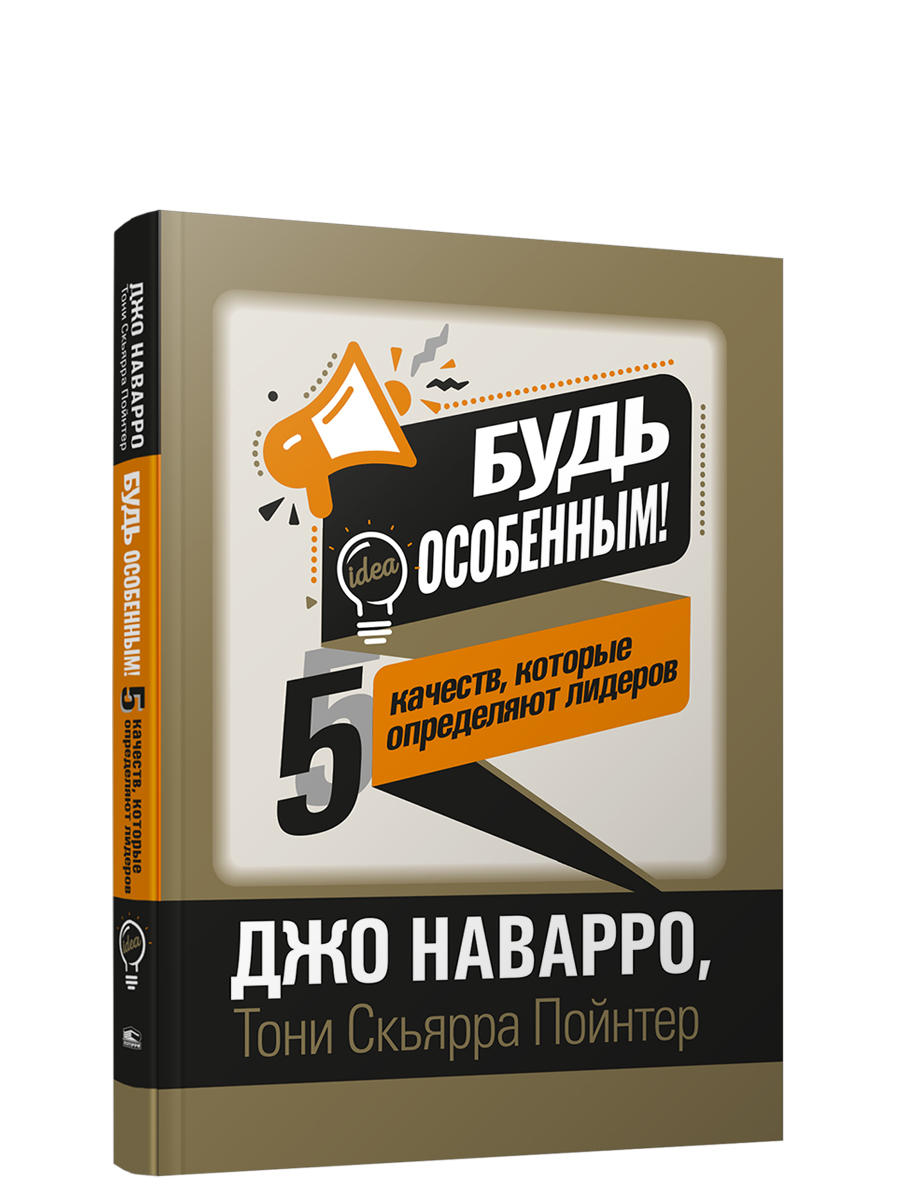 БУДЬ
ОСОБЕННЫМ!
idea
5
качеств, которые
определяют лидеров
ДЖО НАВАРРО,
Тони Скьярра Пойнтер
ДЖО НАВАРРО
Тони Скьярра Пойнтер
БУДЬ ОСОБЕННЫМ!
5
качеств, которые
определяют лидеров
idea